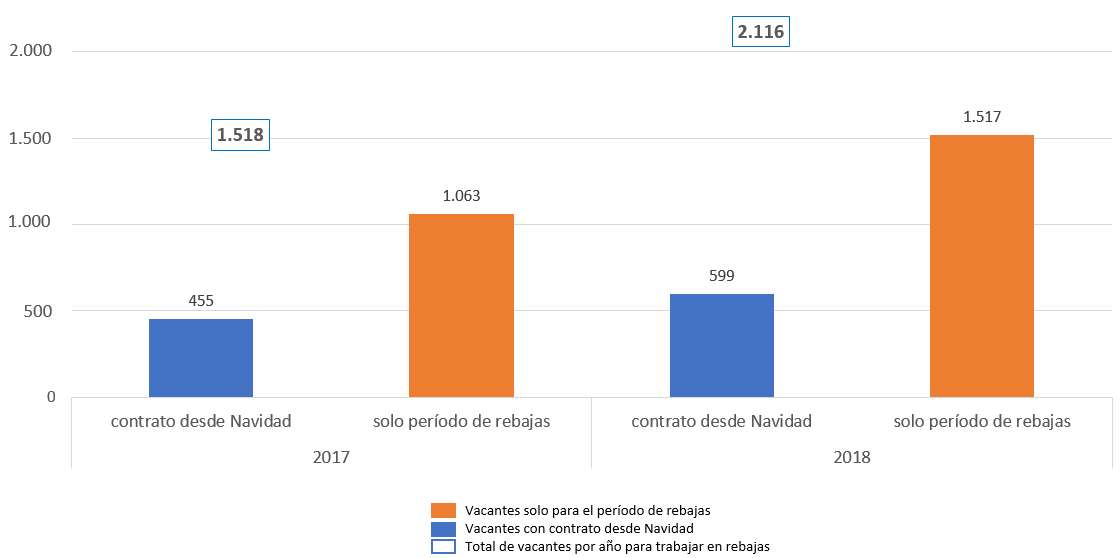 2.116
2.000
1.518
1.500
1.517
1.063
1.000
599
455
500
0
contrato desde Navidad
solo período de rebajas
contrato desde Navidad
solo período de rebajas
2017
2018
Vacantes solo para el período de rebajas
Vacantes con contrato desde Navidad
Total de vacantes por año para trabajar en rebajas